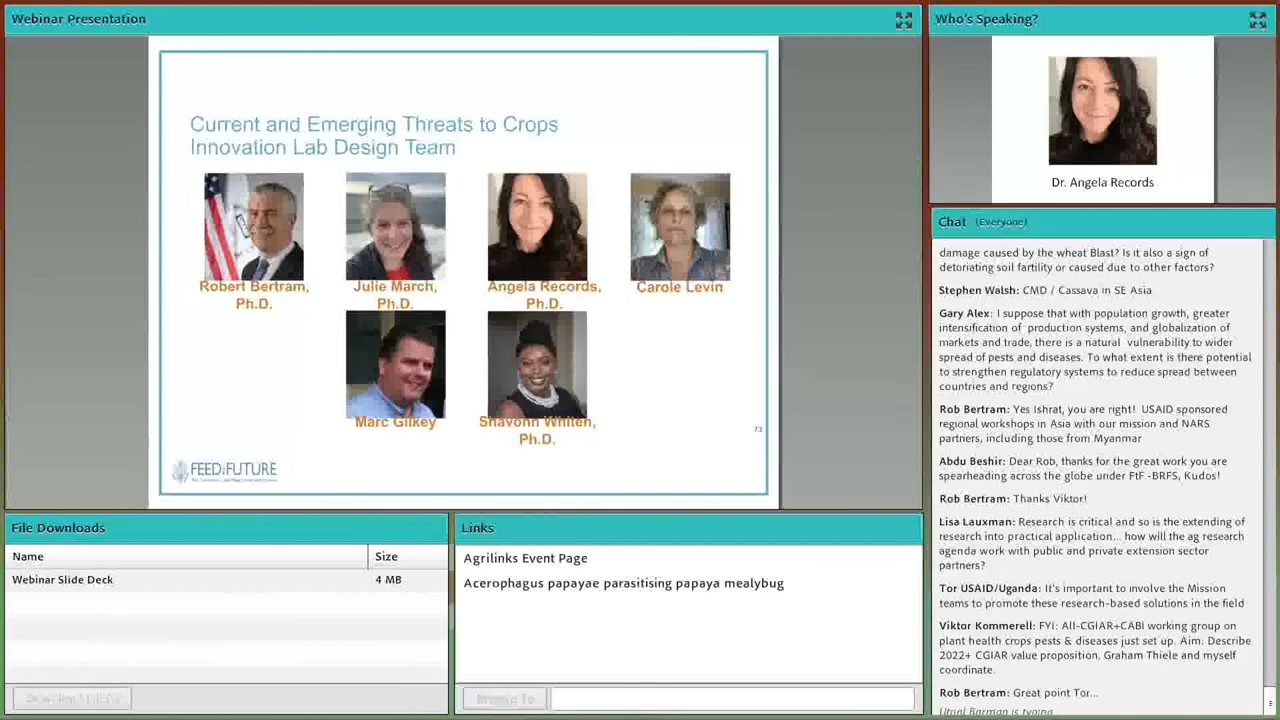 Webinar Presentation
Current and Emerging Threats to Crops
Innovation Lab Design Team
Robert Bertram,
Ph.D.
Julie March,
Ph.D.
Angela Records,
Ph.D.
Carole Levin
Marc Gilkey
Shavonn Whiten,
Ph.D.
73
FEED FUTURE
Who's Speaking?
Dr. Angela Records
Chat (Everyone)
damage caused by the wheat Blast? Is it also a sign of
detoriating soil fartility or caused due to other factors?
Stephen Walsh: CMD / Cassava in SE Asia
Gary Alex: I suppose that with population growth, greater
intensification of production systems, and globalization of
markets and trade, there is a natural vulnerability to wider
spread of pests and diseases. To what extent is there potential
to strengthen regulatory systems to reduce spread between
countries and regions?
Rob Bertram: Yes Ishrat, you are right! USAID sponsored
regional workshops in Asia with our mission and NARS
partners, including those from Myanmar
Abdu Beshir: Dear Rob, thanks for the great work you are
spearheading across the globe under FtF -BRFS, Kudos!
Rob Bertram: Thanks Viktor!
Lisa Lauxman: Research is critical and so is the extending of
research into practical application... how will the ag research
agenda work with public and private extension sector
partners?
Tor USAID/Uganda: It's important to involve the Mission
teams to promote these research-based solutions in the field
Viktor Kommerell: FYI: All-CGIAR+CABI working group on
plant health crops pests & diseases just set up. Aim: Describe
2022+ CGIAR value proposition. Graham Thiele and myself
coordinate.
Rob Bertram: Great point Tor...
Utpal Barman is typing
File Downloads
Name Size
Webinar Slide Deck 4 MB
Links
Agrilinks Event Page
Acerophagus papayae parasitising papaya mealybug
Browse To